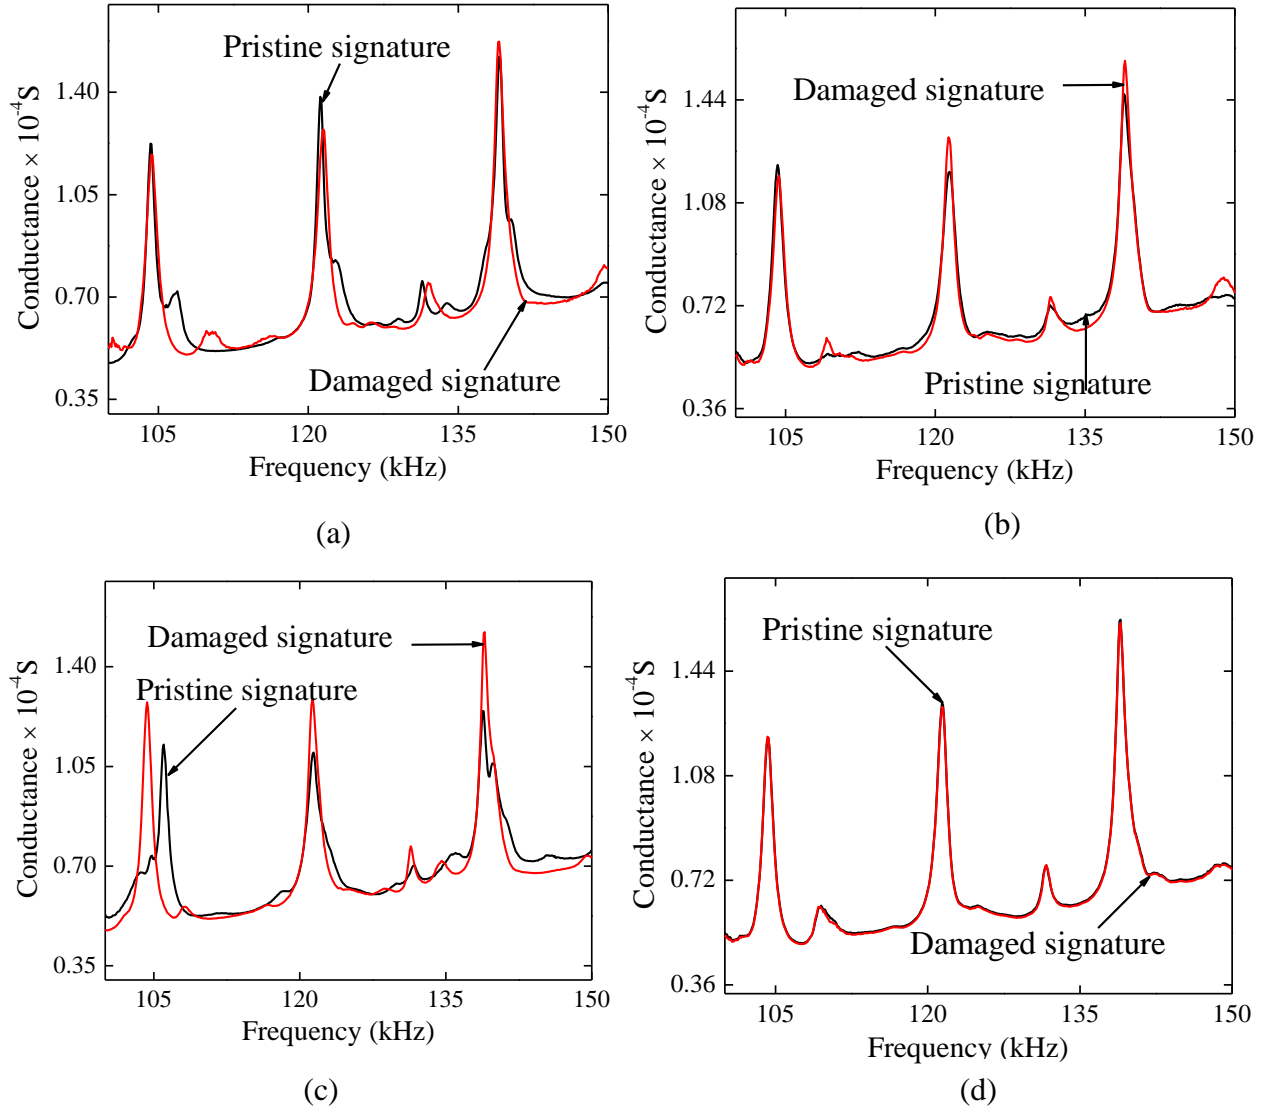 Pristine signature
Damaged signature
Conductance × 10⁻⁴S
1.40
1.05
0.70
0.35
105
120
135
150
Frequency (kHz)
(a)
Damaged signature
Pristine signature
Conductance × 10⁻⁴S
1.44
1.08
0.72
0.36
105
120
135
150
Frequency (kHz)
(b)
Damaged signature
Pristine signature
Conductance × 10⁻⁴S
1.40
1.05
0.70
0.35
105
120
135
150
Frequency (kHz)
(c)
Pristine signature
Damaged signature
Conductance × 10⁻⁴S
1.44
1.08
0.72
0.36
105
120
135
150
Frequency (kHz)
(d)